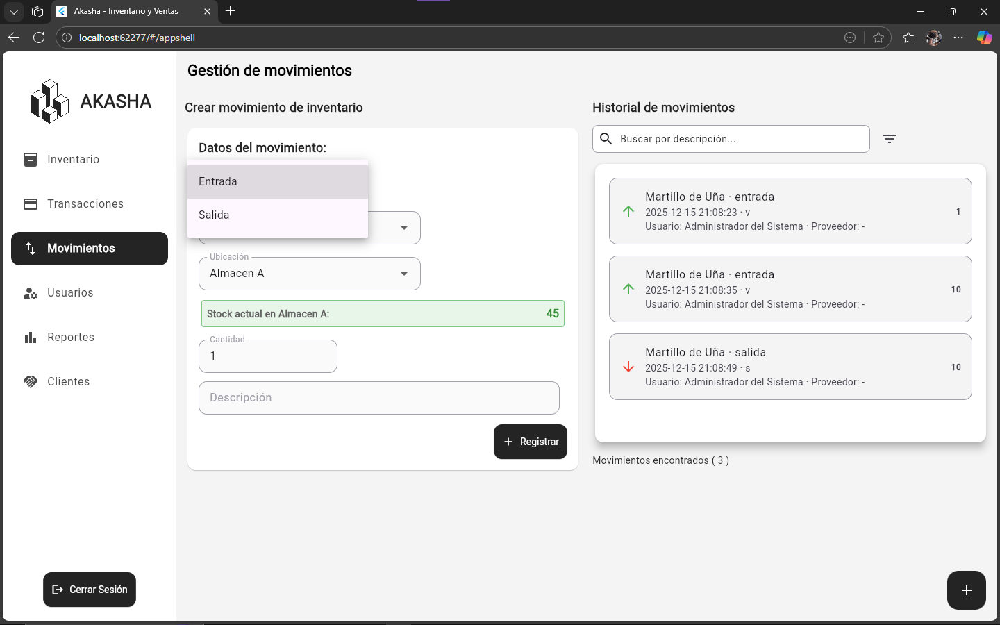 Akasha - Inventario y Ventas
localhost:62277/#/appshell
AKASHA
Inventario
Transacciones
Movimientos
Usuarios
Reportes
Clientes
Cerrar Sesión
Gestión de movimientos
Crear movimiento de inventario
Datos del movimiento:
Entrada
Salida
Ubicación
Almacen A
Stock actual en Almacen A:
45
Cantidad
1
Descripción
+ Registrar
Historial de movimientos
Buscar por descripción...
Martillo de Uña · entrada
2025-12-15 21:08:23 · v
Usuario: Administrador del Sistema · Proveedor: -
1
Martillo de Uña · entrada
2025-12-15 21:08:35 · v
Usuario: Administrador del Sistema · Proveedor: -
10
Martillo de Uña · salida
2025-12-15 21:08:49 · s
Usuario: Administrador del Sistema · Proveedor: -
10
Movimientos encontrados ( 3 )